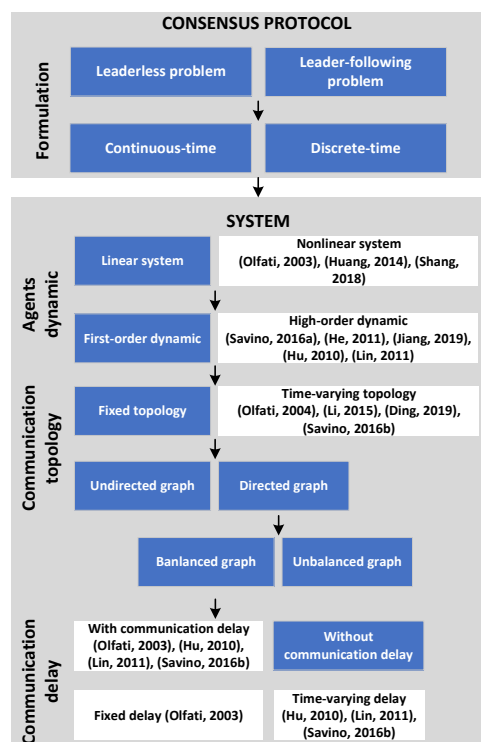 CONSENSUS PROTOCOL
Formulation
Leaderless problem
Leader-following
problem
Continuous-time
Discrete-time
SYSTEM
Agents
dynamic
Linear system
Nonlinear system
(Olfati, 2003), (Huang, 2014), (Shang,
2018)
First-order dynamic
High-order dynamic
(Savino, 2016a), (He, 2011), (Jiang, 2019),
(Hu, 2010), (Lin, 2011)
Communication
topology
Fixed topology
Time-varying topology
(Olfati, 2004), (Li, 2015), (Ding, 2019),
(Savino, 2016b)
Undirected graph
Directed graph
Banlanced graph
Unbalanced graph
Communication
delay
With communication delay
(Olfati, 2003), (Hu, 2010),
(Lin, 2011), (Savino, 2016b)
Without
communication delay
Fixed delay (Olfati, 2003)
Time-varying delay
(Hu, 2010), (Lin, 2011),
(Savino, 2016b)